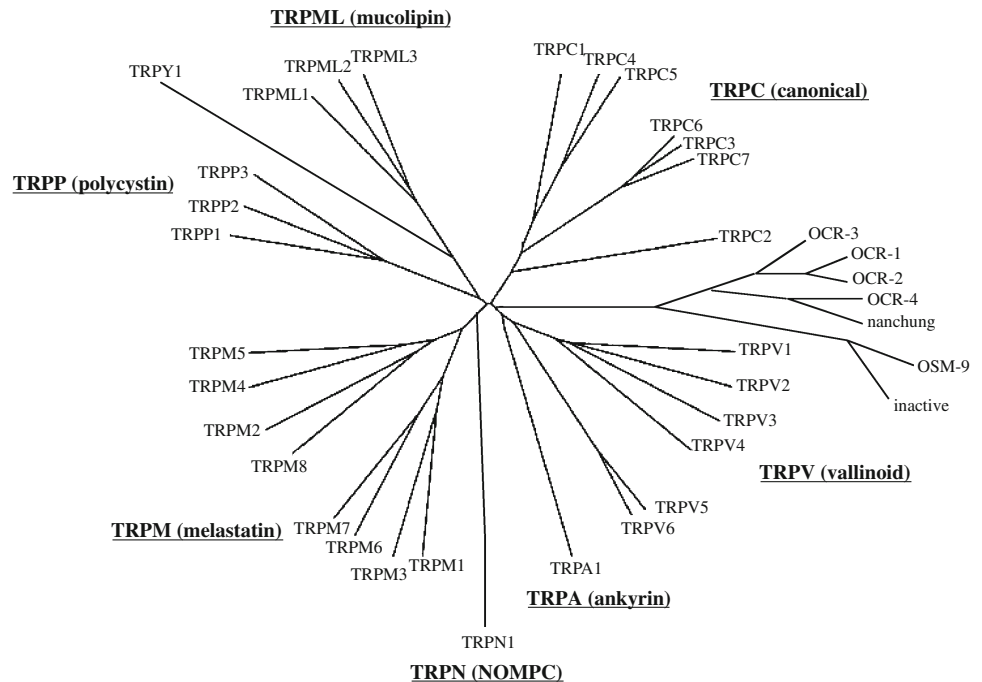 TRPML (mucolipin)
TRPY1
TRPML1
TRPML2
TRPML3
TRPC1
TRPC4
TRPC5
TRPC (canonical)
TRPC6
TRPC3
TRPC7
TRPP (polycystin)
TRPP3
TRPP2
TRPP1
TRPC2
OCR-3
OCR-1
OCR-2
OCR-4
nanchung
OSM-9
inactive
TRPM5
TRPM4
TRPM2
TRPM8
TRPV1
TRPV2
TRPV3
TRPV4
TRPV (vallinoid)
TRPV5
TRPV6
TRPM (melastatin)
TRPM7
TRPM6
TRPM3
TRPM1
TRPA1
TRPA (ankyrin)
TRPN1
TRPN (NOMPC)